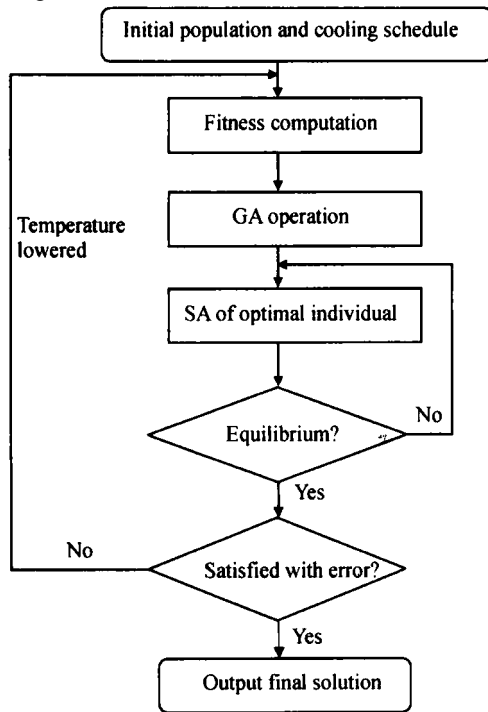 Initial population and cooling schedule
Fitness computation
GA operation
Temperature
lowered
SA of optimal individual
No
Equilibrium?
Yes
No
Satisfied with error?
Yes
Output final solution